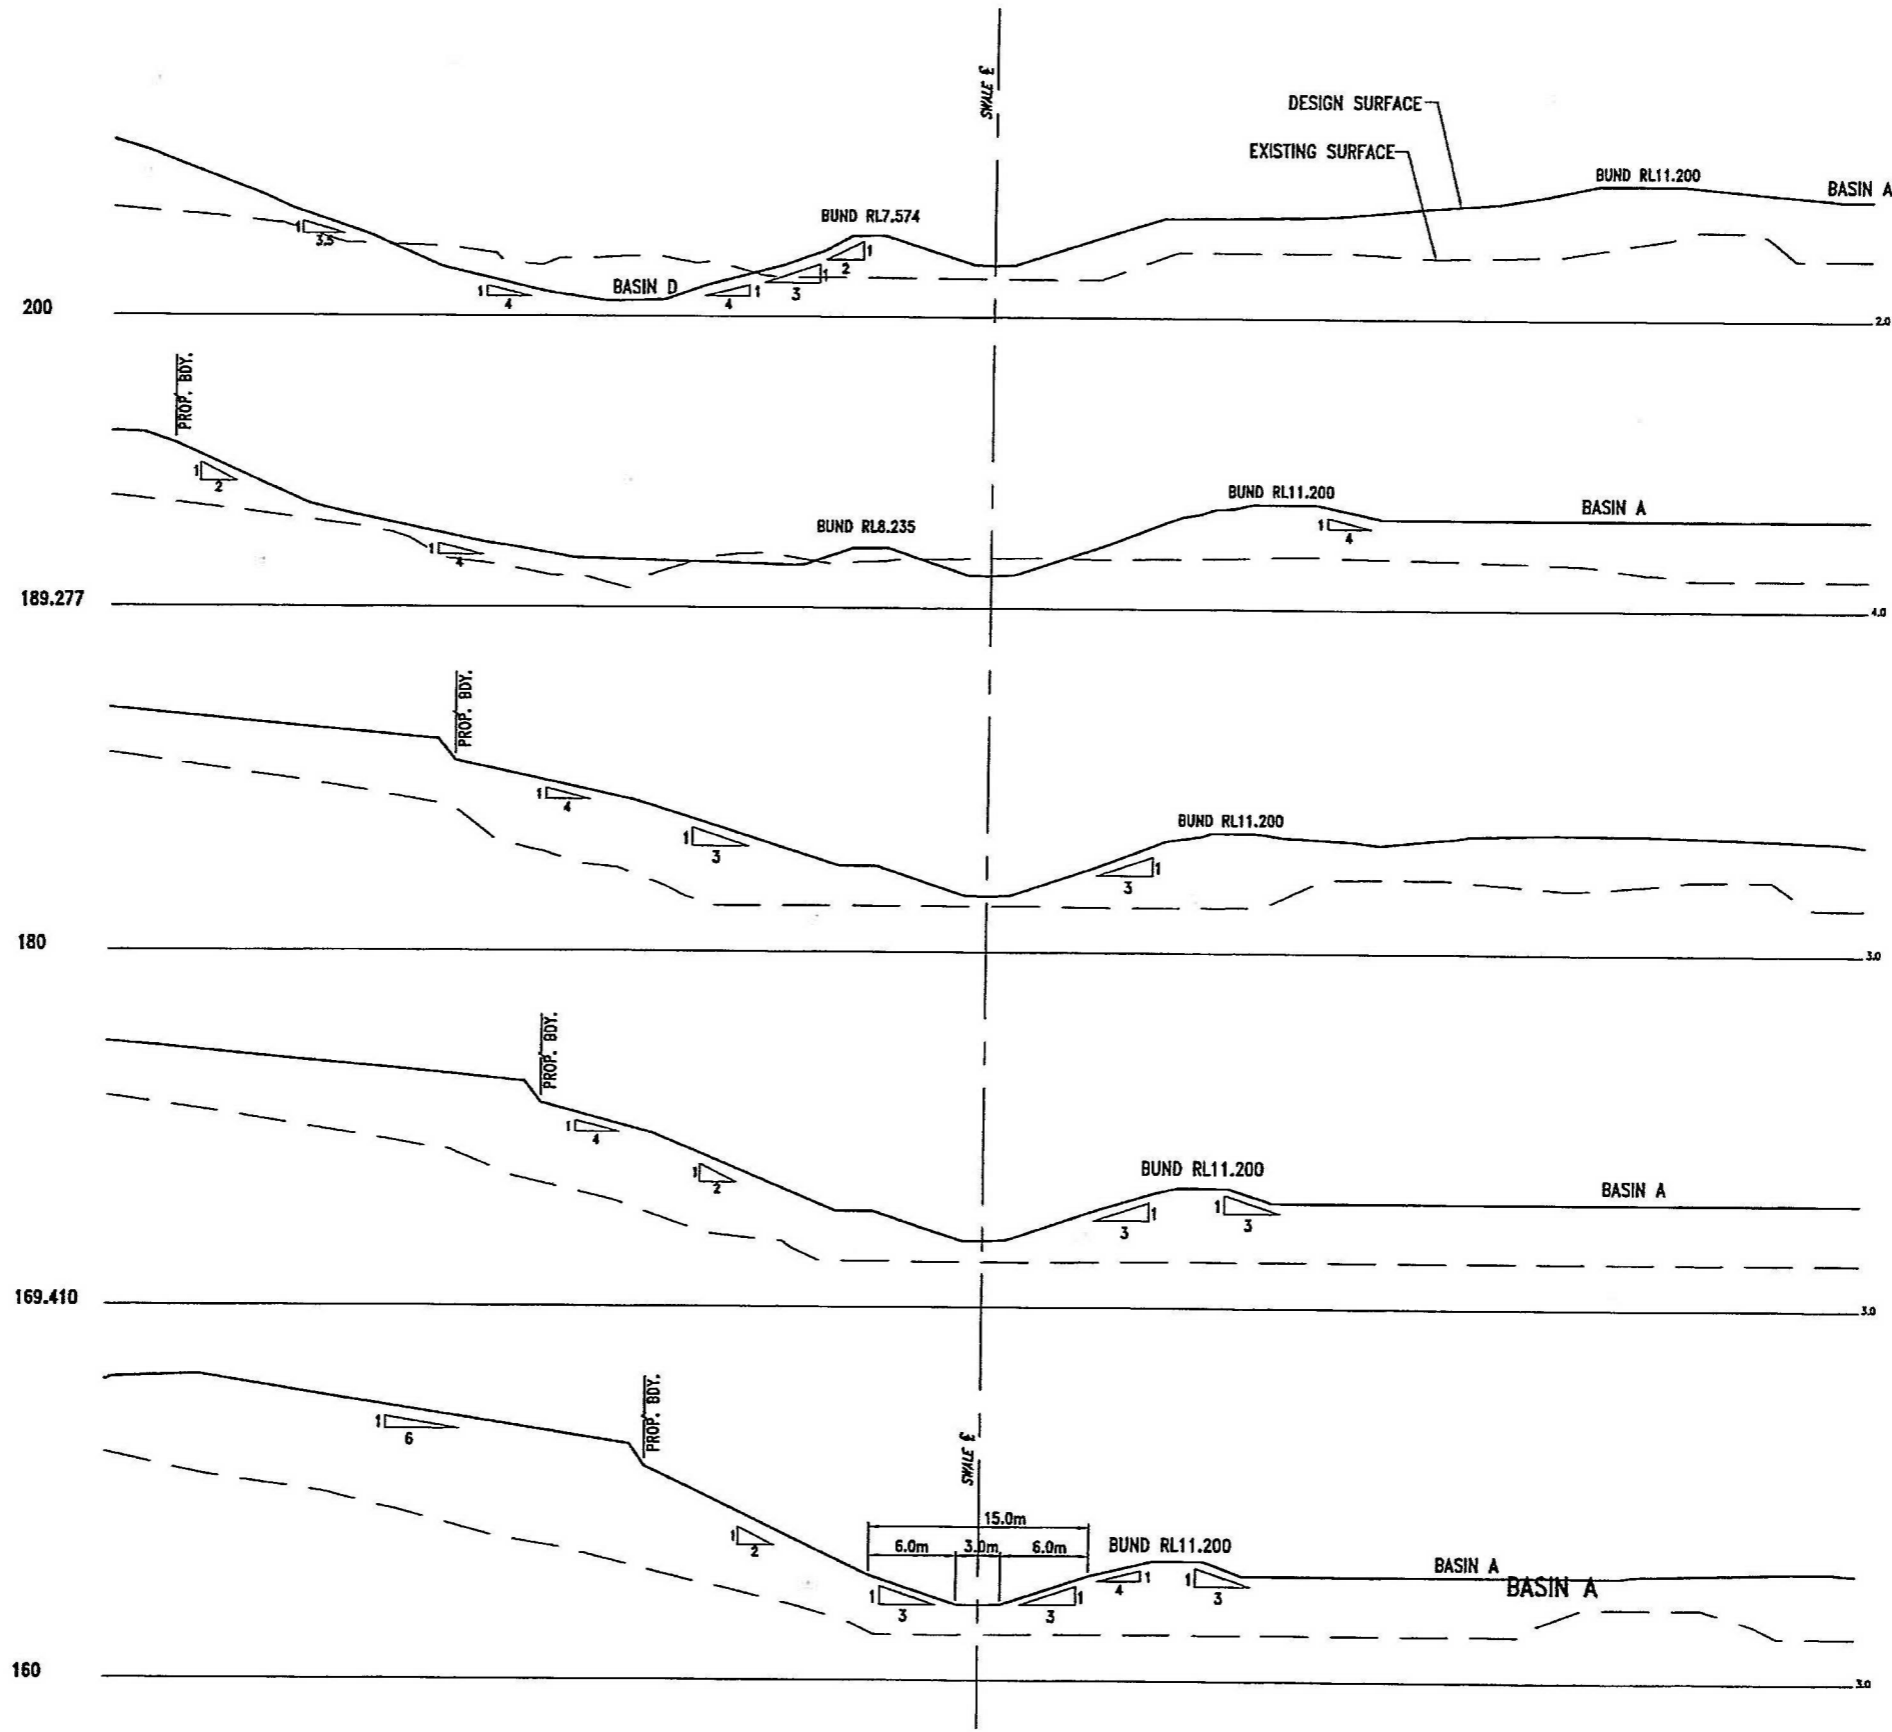 SWALE ℄
DESIGN SURFACE
EXISTING SURFACE
BUND RL11.200
BASIN A
BUND RL7.574
1
3.5
1
2
1
3
BASIN D
1
4
1
4
200
2.0
PROP. BDY.
1
2
BUND RL11.200
BASIN A
BUND RL8.235
1
4
1
4
189.277
4.0
PROP. BDY.
1
4
BUND RL11.200
1
3
1
3
180
3.0
PROP. BDY.
1
4
1
2
BUND RL11.200
BASIN A
1
3
1
3
169.410
3.0
PROP. BDY.
1
6
SWALE ℄
15.0m
6.0m
3.0m
6.0m
BUND RL11.200
1
2
BASIN A
BASIN A
1
3
1
3
1
4
1
3
160
3.0